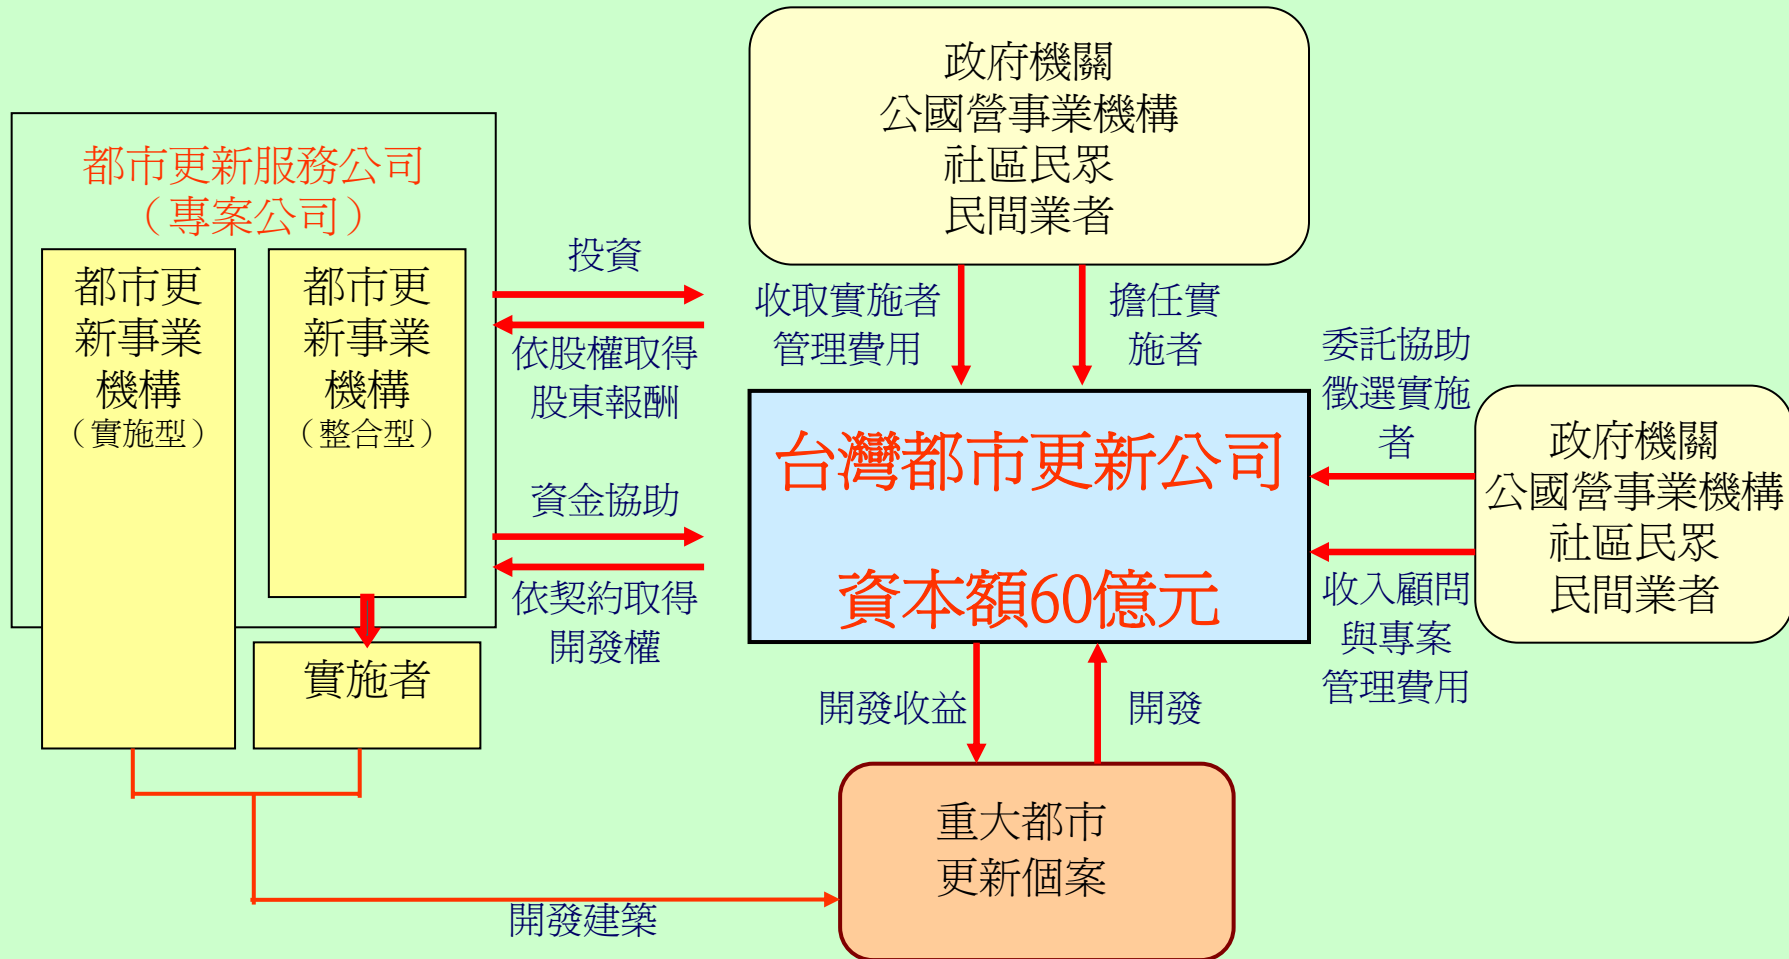 政府機關
公國營事業機構
社區民眾
民間業者
都市更新服務公司
（專案公司）
都市更
新事業
機構
（實施型）
都市更
新事業
機構
（整合型）
實施者
投資
依股權取得
股東報酬
資金協助
依契約取得
開發權
收取實施者
管理費用
擔任實
施者
台灣都市更新公司
資本額60億元
委託協助
徵選實施
者
收入顧問
與專案
管理費用
政府機關
公國營事業機構
社區民眾
民間業者
開發收益
開發
重大都市
更新個案
開發建築